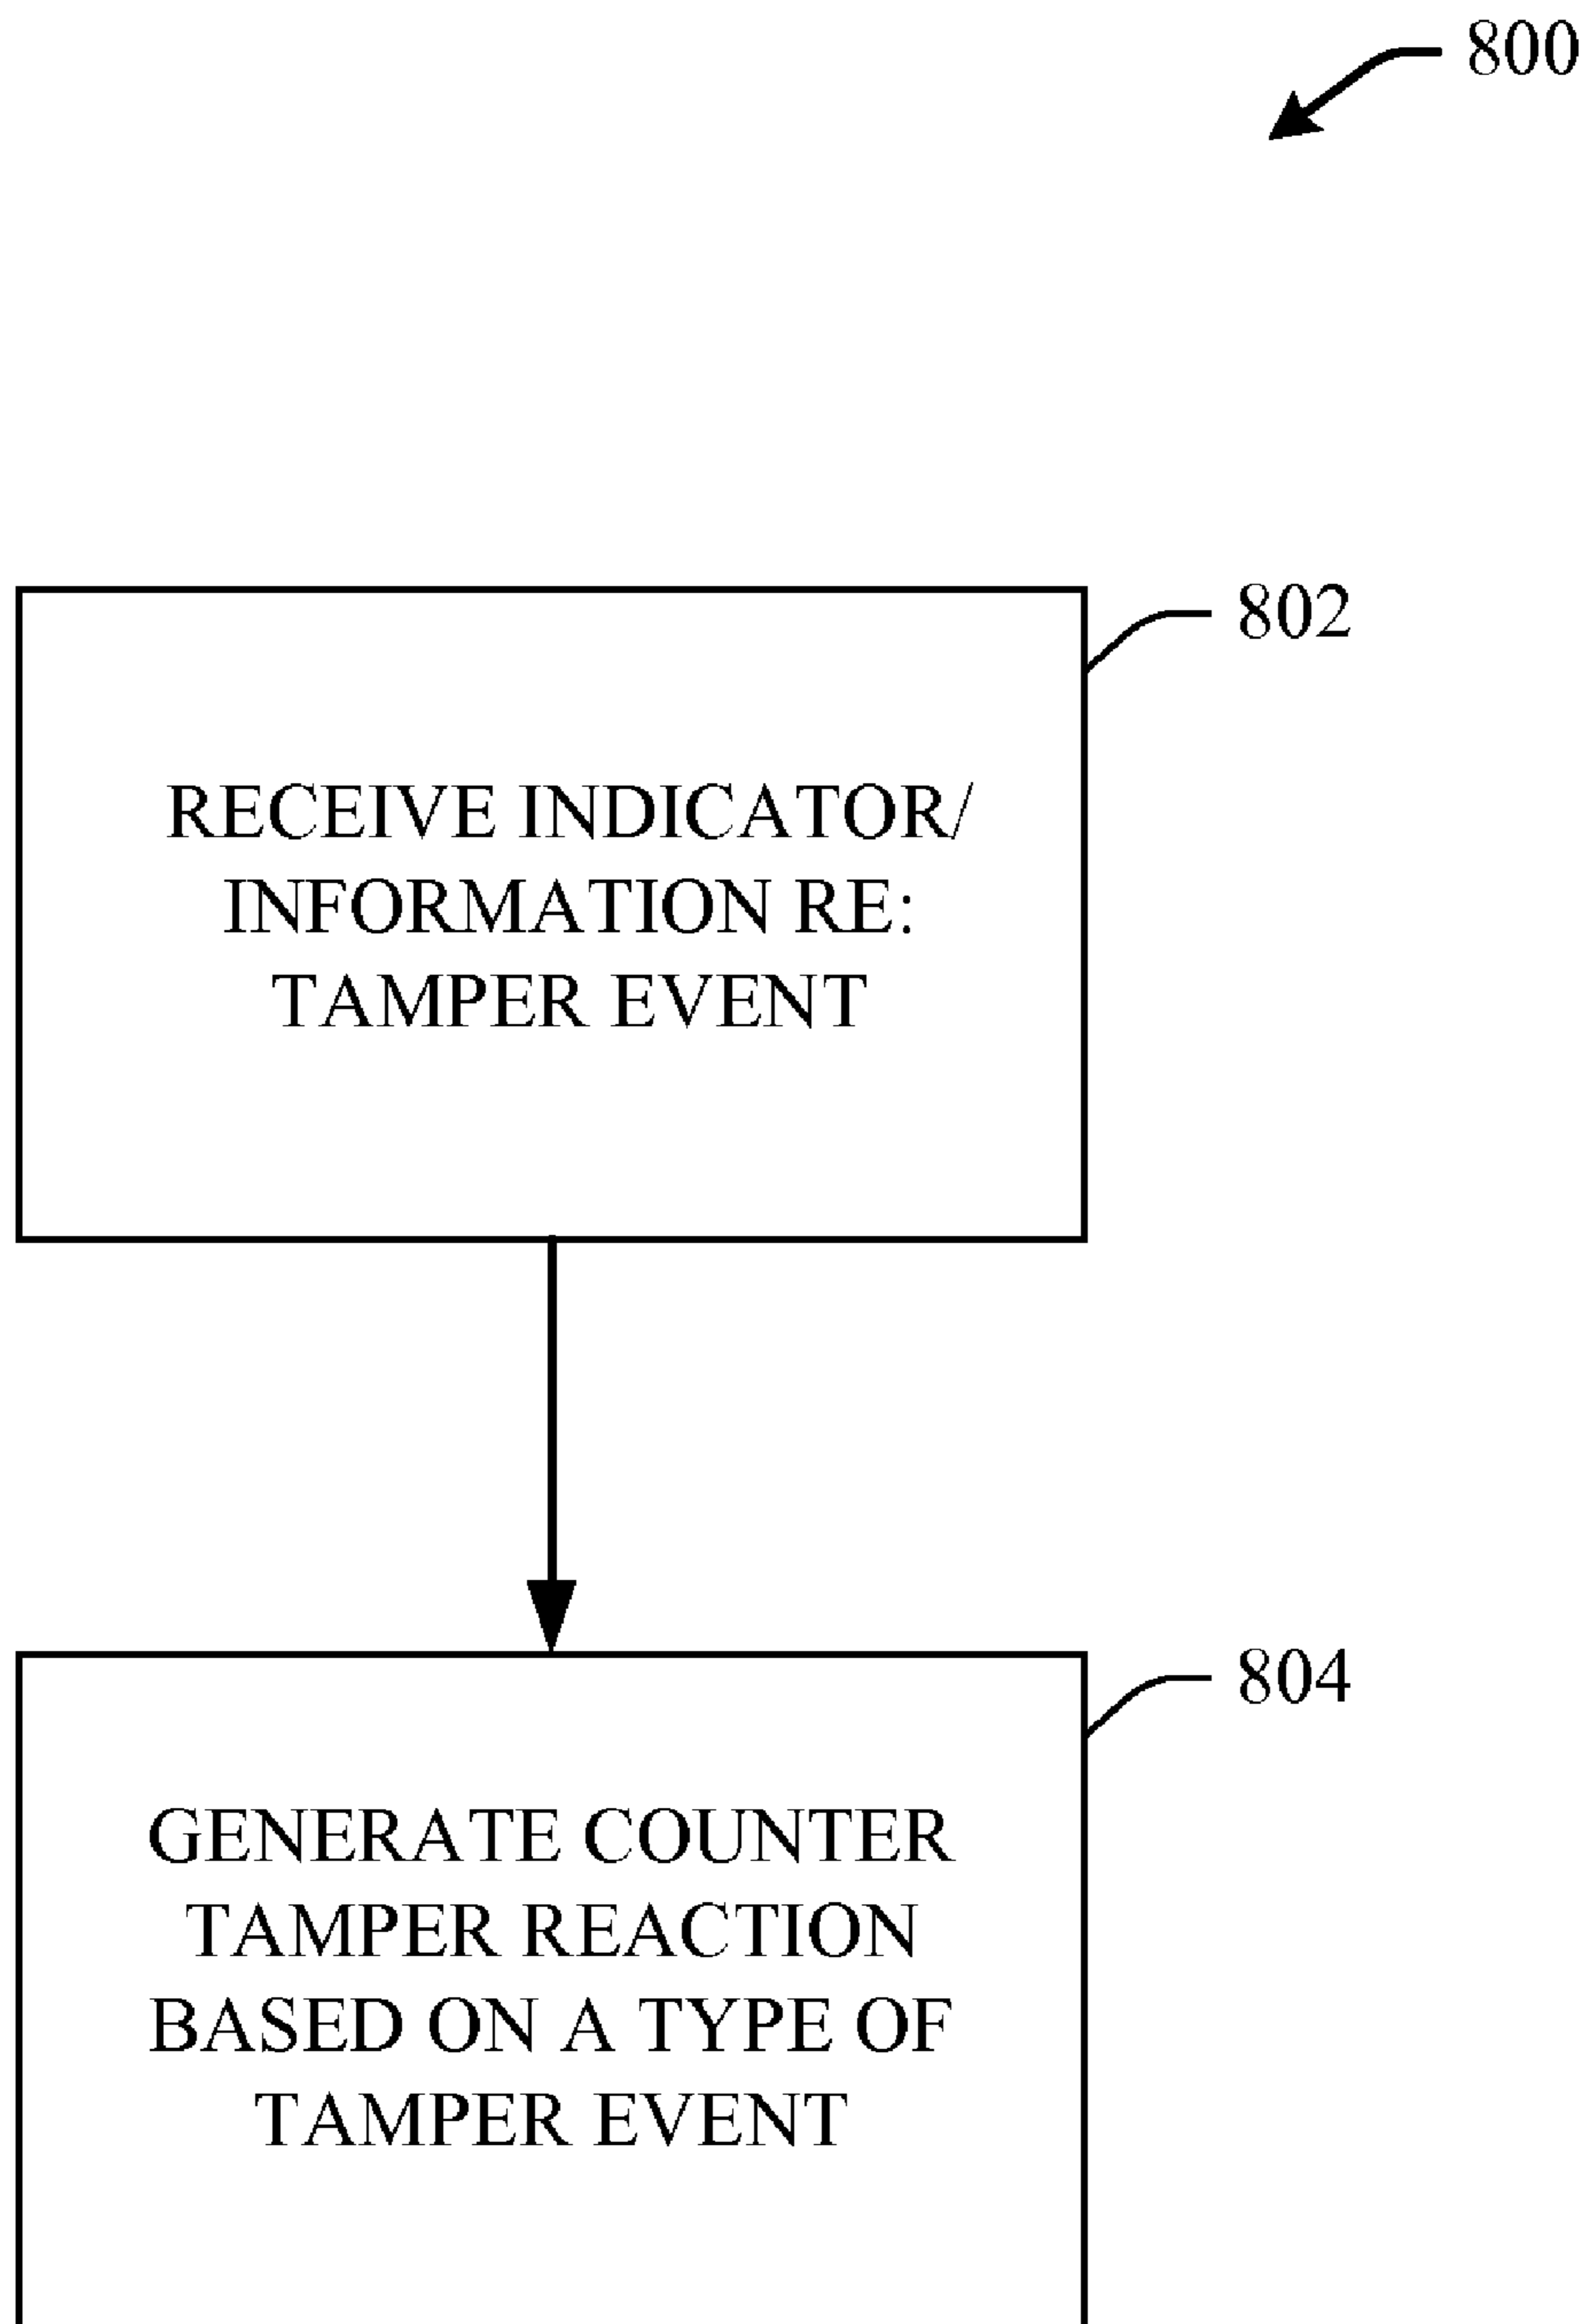 800
802
RECEIVE INDICATOR/
INFORMATION RE:
TAMPER EVENT
804
GENERATE COUNTER
TAMPER REACTION
BASED ON A TYPE OF
TAMPER EVENT